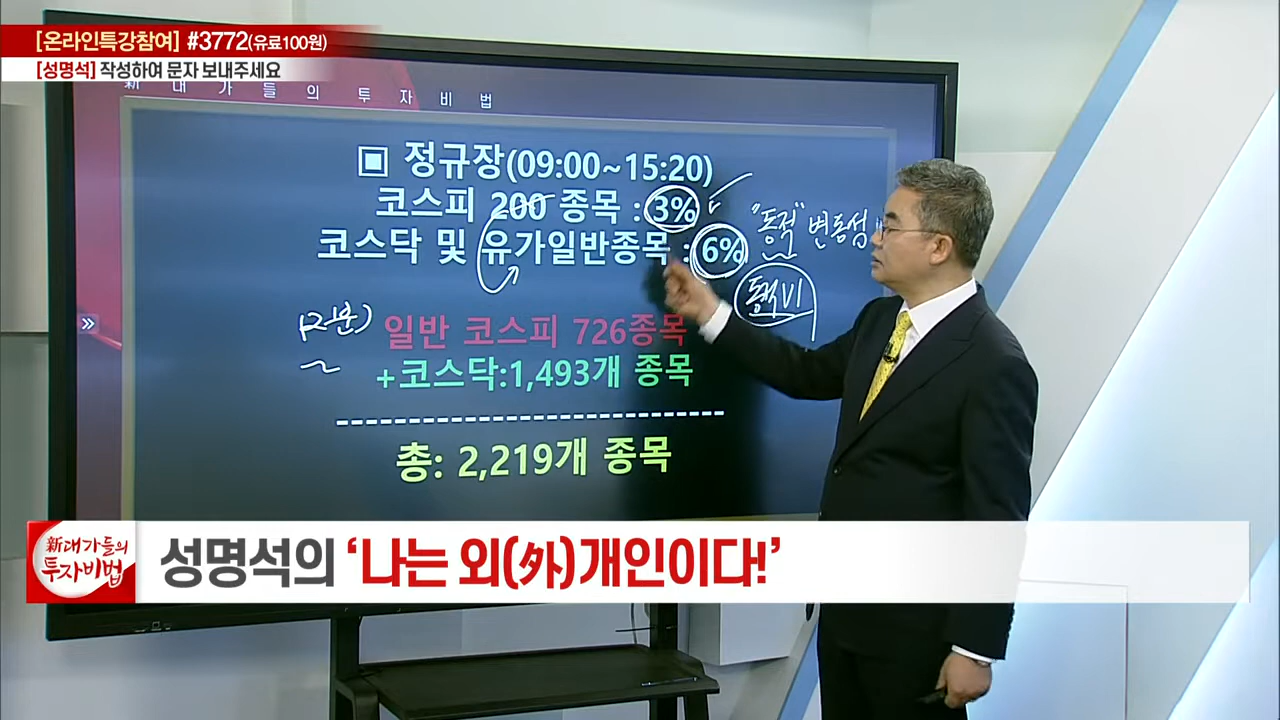 [온라인특강참여] #3772(유료100원)
[성명석] 작성하여 문자 보내주세요
新 대 가 들 의 투 자 비 법
▣ 정규장(09:00~15:20)
코스피 200 종목 : 3%
코스닥 및 유가일반종목 : 6%
"동적" 변동성
2분)
일반 코스피 726종목
+코스닥:1,493개 종목
총: 2,219개 종목
新대가들의
투자비법
성명석의 ‘나는 외(外)개인이다!’